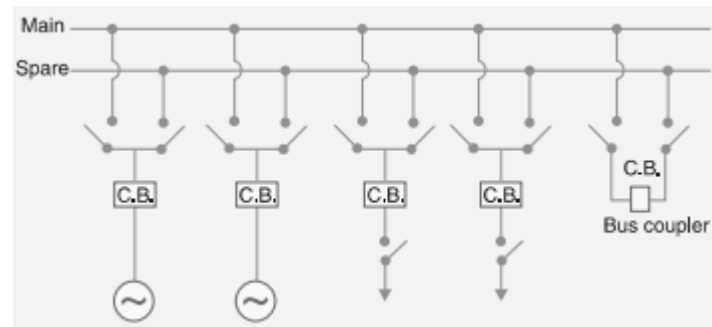 Main
Spare
C.B.
C.B. C.B. C.B. C.B.
Bus coupler